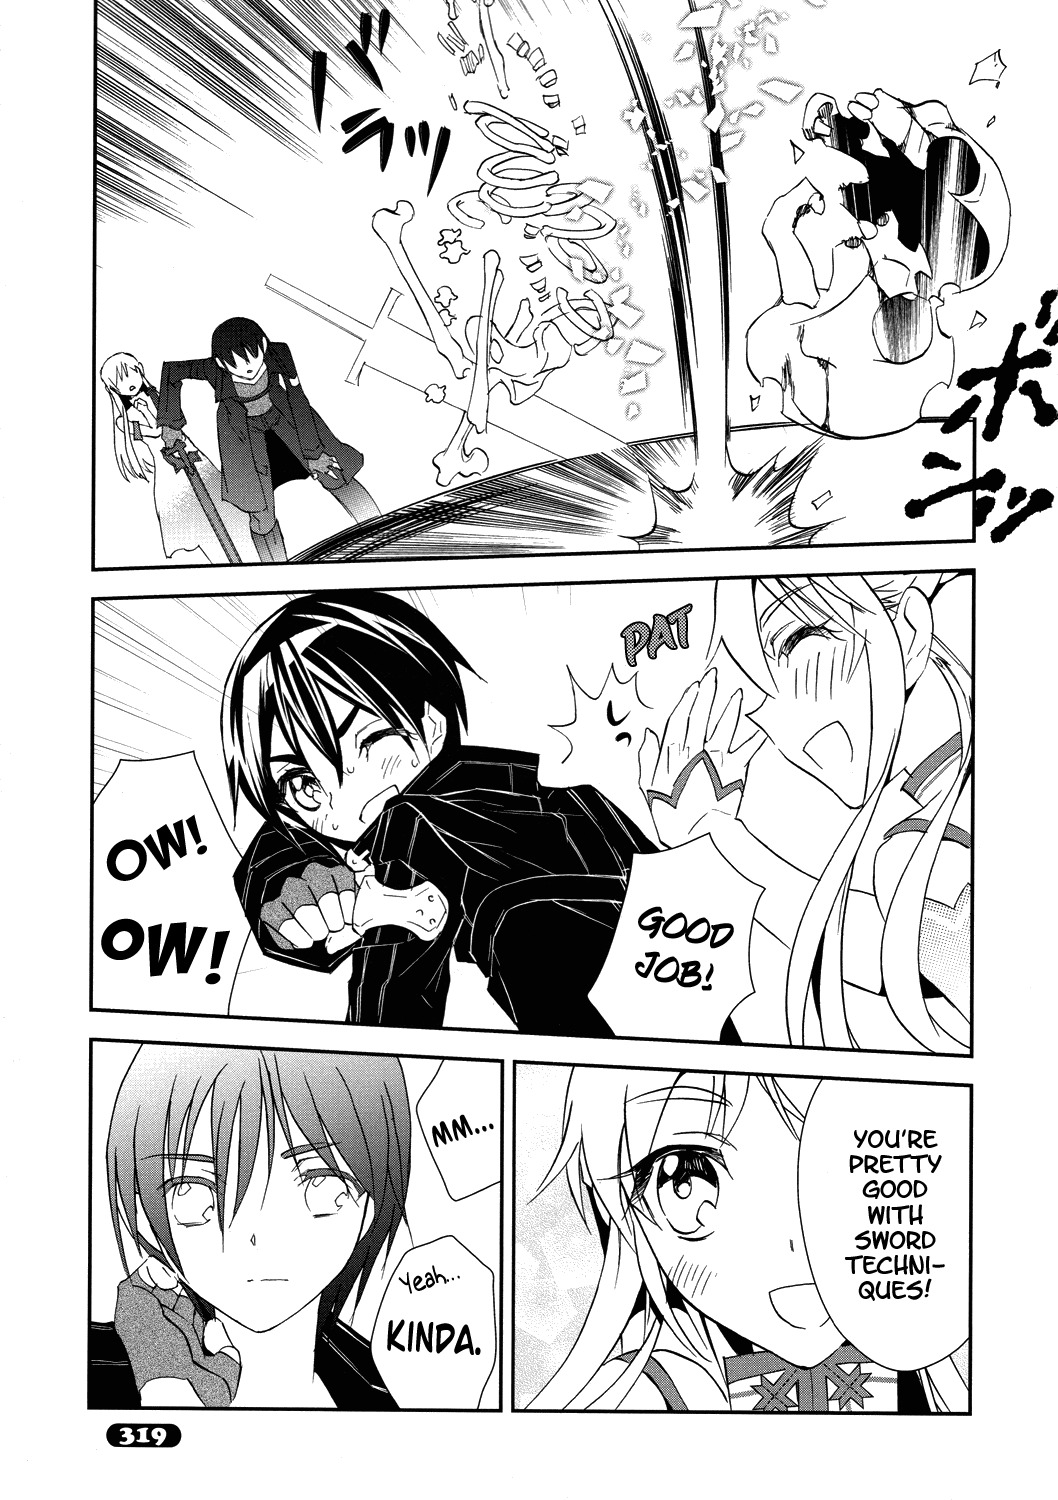 バラッ
ボンッ
PAT
GOOD
JOB!
OW!
OW!
YOU'RE
PRETTY
GOOD
WITH
SWORD
TECHNI-
QUES!
MM...
Yeah...
KINDA.
319